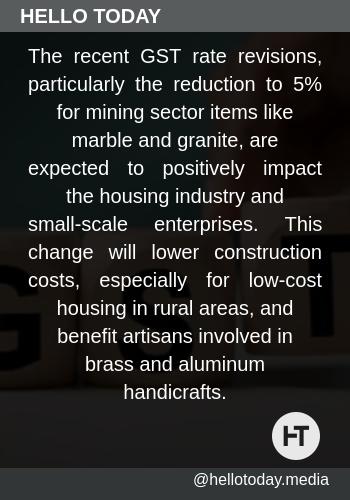 HELLO TODAY
The recent GST rate revisions,
particularly the reduction to 5%
for mining sector items like
marble and granite, are
expected to positively impact
the housing industry and
small-scale enterprises. This
change will lower construction
costs, especially for low-cost
housing in rural areas, and
benefit artisans involved in
brass and aluminum
handicrafts.
HT
@hellotoday.media